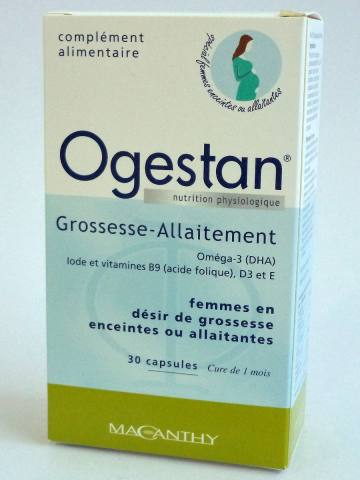 complément
alimentaire
spécial femmes enceintes ou allaitantes
Ogestan®
nutrition physiologique
Grossesse-Allaitement
Oméga-3 (DHA)
Iode et vitamines B9 (acide folique), D3 et E
femmes en
désir de grossesse
enceintes ou allaitantes
30 capsules Cure de 1 mois
MACANTHY